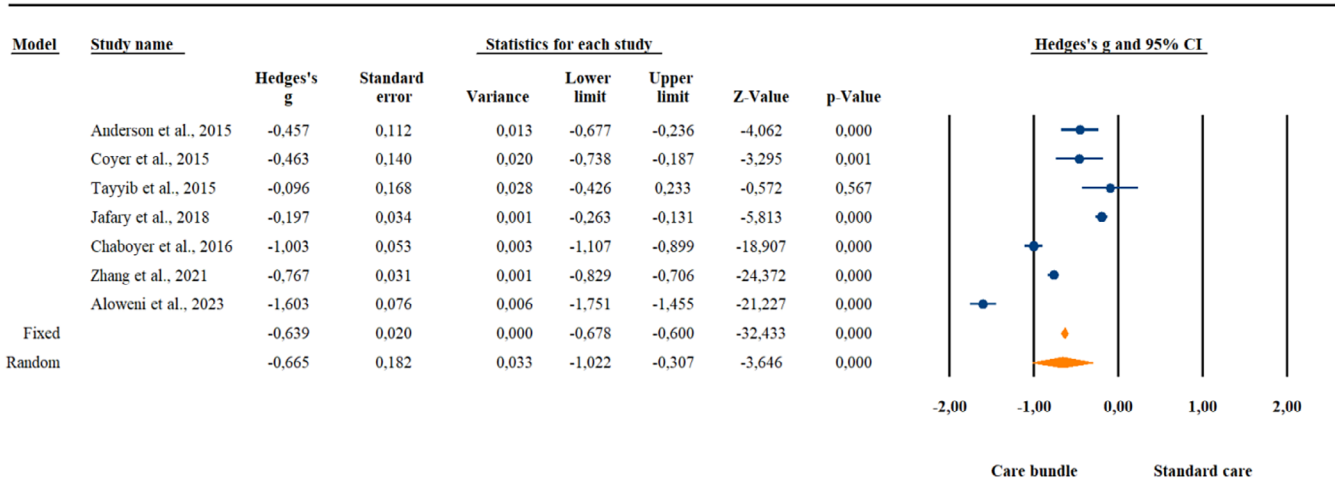 Model Study name Statistics for each study Hedges's g and 95% CI
Hedges's g Standard error Variance Lower limit Upper limit Z-Value p-Value
Anderson et al., 2015 -0,457 0,112 0,013 -0,677 -0,236 -4,062 0,000
Coyer et al., 2015 -0,463 0,140 0,020 -0,738 -0,187 -3,295 0,001
Tayyib et al., 2015 -0,096 0,168 0,028 -0,426 0,233 -0,572 0,567
Jafary et al., 2018 -0,197 0,034 0,001 -0,263 -0,131 -5,813 0,000
Chaboyer et al., 2016 -1,003 0,053 0,003 -1,107 -0,899 -18,907 0,000
Zhang et al., 2021 -0,767 0,031 0,001 -0,829 -0,706 -24,372 0,000
Aloweni et al., 2023 -1,603 0,076 0,006 -1,751 -1,455 -21,227 0,000
Fixed -0,639 0,020 0,000 -0,678 -0,600 -32,433 0,000
Random -0,665 0,182 0,033 -1,022 -0,307 -3,646 0,000
-2,00 -1,00 0,00 1,00 2,00
Care bundle Standard care